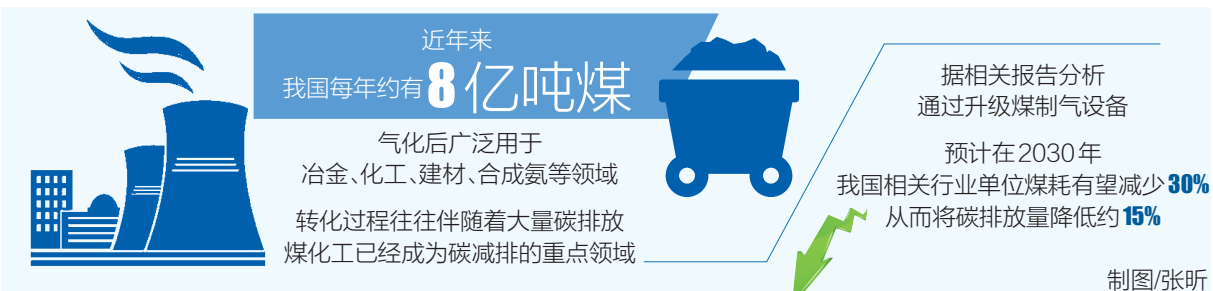 近年来
我国每年约有8亿吨煤
气化后广泛用于
冶金、化工、建材、合成氨等领域
转化过程往往伴随着大量碳排放
煤化工已经成为碳减排的重点领域
据相关报告分析
通过升级煤制气设备
预计在2030年
我国相关行业单位煤耗有望减少30%
从而将碳排放量降低约15%
制图/张昕